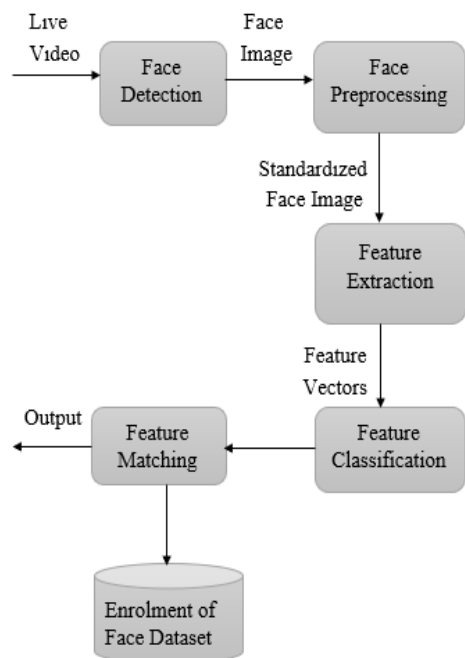 Live
Video
Face
Detection
Face
Image
Face
Preprocessing
Standardized
Face Image
Feature
Extraction
Feature
Vectors
Feature
Classification
Feature
Matching
Output
Enrolment of
Face Dataset